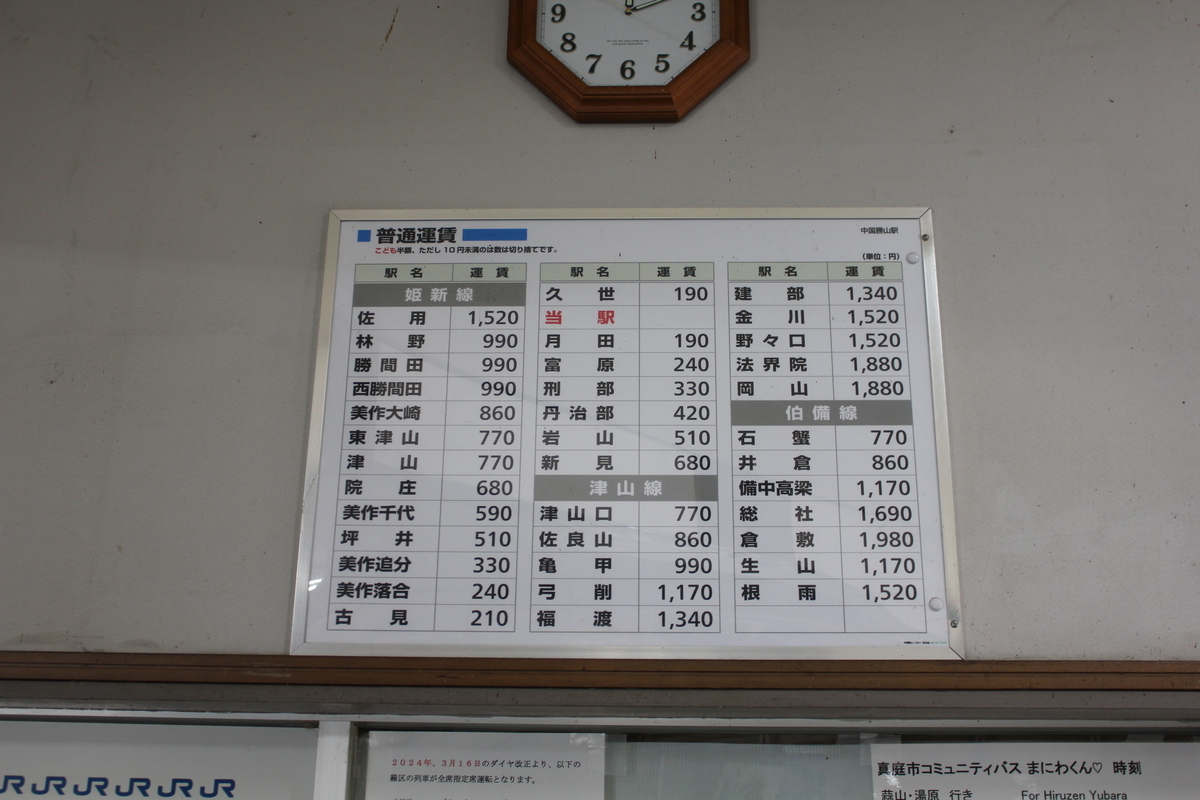 9
3
8
4
7
6
5
普通運賃
こども半額、ただし10円未満のは数は切り捨てです。
中国勝山駅
(単位:円)
駅名 運賃
姫新線
佐用 1,520
林野 990
勝間田 990
西勝間田 990
美作大崎 860
東津山 770
津山 770
院庄 680
美作千代 590
坪井 510
美作追分 330
美作落合 240
古見 210
駅名 運賃
久世 190
当駅
月田 190
富原 240
刑部 330
丹治部 420
岩山 510
新見 680
津山線
津山口 770
佐良山 860
亀甲 990
弓削 1,170
福渡 1,340
駅名 運賃
建部 1,340
金川 1,520
野々口 1,520
法界院 1,880
岡山 1,880
伯備線
石蟹 770
井倉 860
備中高梁 1,170
総社 1,690
倉敷 1,980
生山 1,170
根雨 1,520
JR JR JR JR JR
2024年、3月16日のダイヤ改正より、以下の
線区の列車が全席指定席運転となります。
真庭市コミュニティバス まにわくん♡ 時刻
蒜山・湯原 行き For Hiruzen Yubara